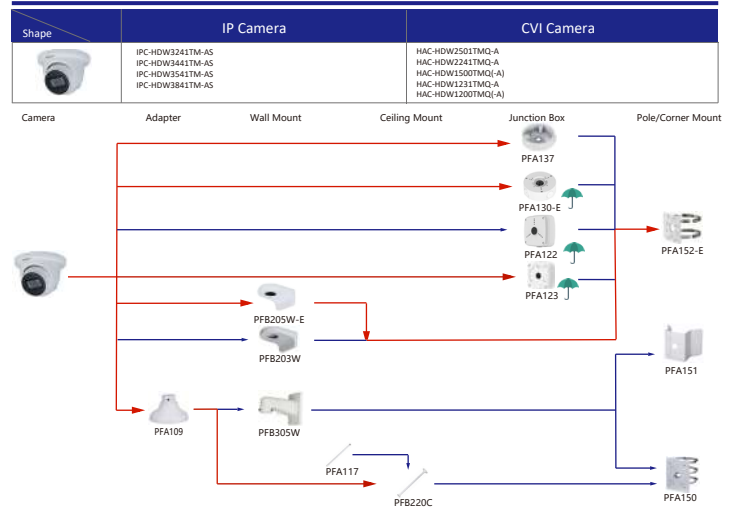 Shape
IP Camera
CVI Camera
IPC-HDW3241TM-AS
IPC-HDW3441TM-AS
IPC-HDW3541TM-AS
IPC-HDW3841TM-AS
HAC-HDW2501TMQ-A
HAC-HDW2241TMQ-A
HAC-HDW1500TMQ(-A)
HAC-HDW1231TMQ-A
HAC-HDW1200TMQ(-A)
Camera Adapter Wall Mount Ceiling Mount Junction Box Pole/Corner Mount
PFA137
PFA130-E
PFA122
PFA152-E
PFA123
PFB205W-E
PFB203W
PFA151
PFA109
PFB305W
PFA117
PFB220C
PFA150